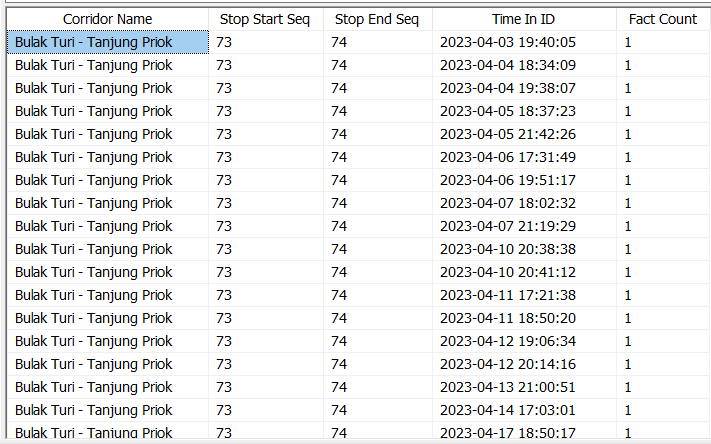 Corridor Name Stop Start Seq Stop End Seq Time In ID Fact Count
Bulak Turi - Tanjung Priok 73 74 2023-04-03 19:40:05 1
Bulak Turi - Tanjung Priok 73 74 2023-04-04 18:34:09 1
Bulak Turi - Tanjung Priok 73 74 2023-04-04 19:38:07 1
Bulak Turi - Tanjung Priok 73 74 2023-04-05 18:37:23 1
Bulak Turi - Tanjung Priok 73 74 2023-04-05 21:42:26 1
Bulak Turi - Tanjung Priok 73 74 2023-04-06 17:31:49 1
Bulak Turi - Tanjung Priok 73 74 2023-04-06 19:51:17 1
Bulak Turi - Tanjung Priok 73 74 2023-04-07 18:02:32 1
Bulak Turi - Tanjung Priok 73 74 2023-04-07 21:19:29 1
Bulak Turi - Tanjung Priok 73 74 2023-04-10 20:38:38 1
Bulak Turi - Tanjung Priok 73 74 2023-04-10 20:41:12 1
Bulak Turi - Tanjung Priok 73 74 2023-04-11 17:21:38 1
Bulak Turi - Tanjung Priok 73 74 2023-04-11 18:50:20 1
Bulak Turi - Tanjung Priok 73 74 2023-04-12 19:06:34 1
Bulak Turi - Tanjung Priok 73 74 2023-04-12 20:14:16 1
Bulak Turi - Tanjung Priok 73 74 2023-04-13 21:00:51 1
Bulak Turi - Tanjung Priok 73 74 2023-04-14 17:03:01 1
Bulak Turi - Tanjung Priok 73 74 2023-04-17 18:50:17 1